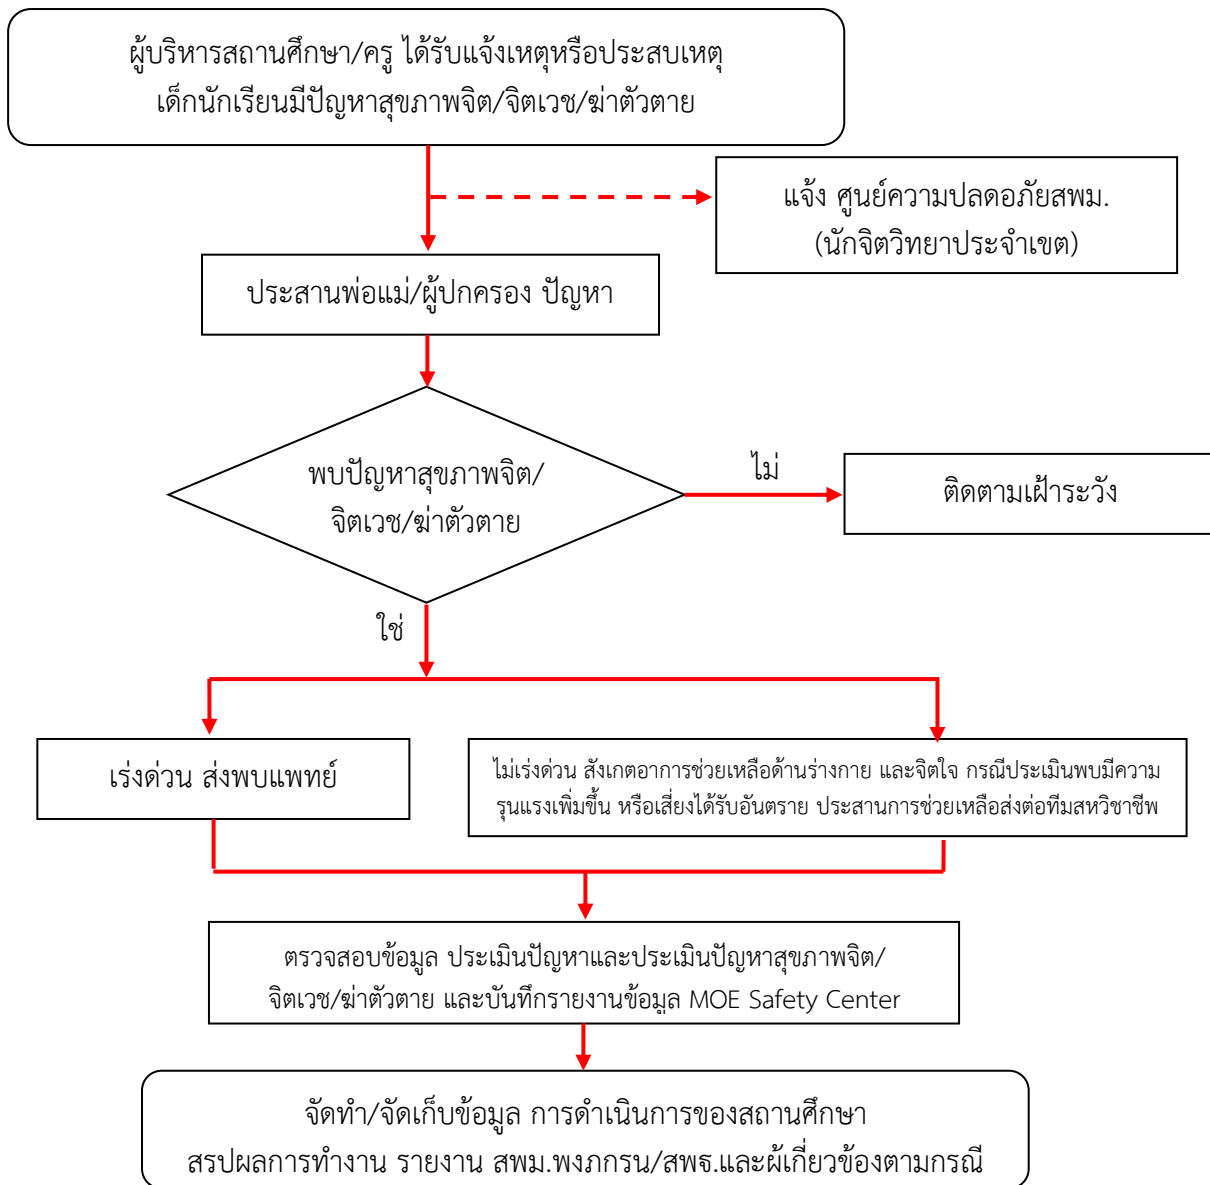 ผู้บริหารสถานศึกษา/ครู ได้รับแจ้งเหตุหรือประสบเหตุ
เด็กนักเรียนมีปัญหาสุขภาพจิต/จิตเวช/ฆ่าตัวตาย
แจ้ง ศูนย์ความปลดอภัยสพม.
(นักจิตวิทยาประจำเขต)
ประสานพ่อแม่/ผู้ปกครอง ปัญหา
พบปัญหาสุขภาพจิต/
จิตเวช/ฆ่าตัวตาย
ไม่
ติดตามเฝ้าระวัง
ใช่
เร่งด่วน ส่งพบแพทย์
ไม่เร่งด่วน สังเกตอาการช่วยเหลือด้านร่างกาย และจิตใจ กรณีประเมินพบมีความ
รุนแรงเพิ่มขึ้น หรือเสี่ยงได้รับอันตราย ประสานการช่วยเหลือส่งต่อทีมสหวิชาชีพ
ตรวจสอบข้อมูล ประเมินปัญหาและประเมินปัญหาสุขภาพจิต/
จิตเวช/ฆ่าตัวตาย และบันทึกรายงานข้อมูล MOE Safety Center
จัดทำ/จัดเก็บข้อมูล การดำเนินการของสถานศึกษา
สรุปผลการทำงาน รายงาน สพม.พงภกรน/สพฐ.และผู้เกี่ยวข้องตามกรณี